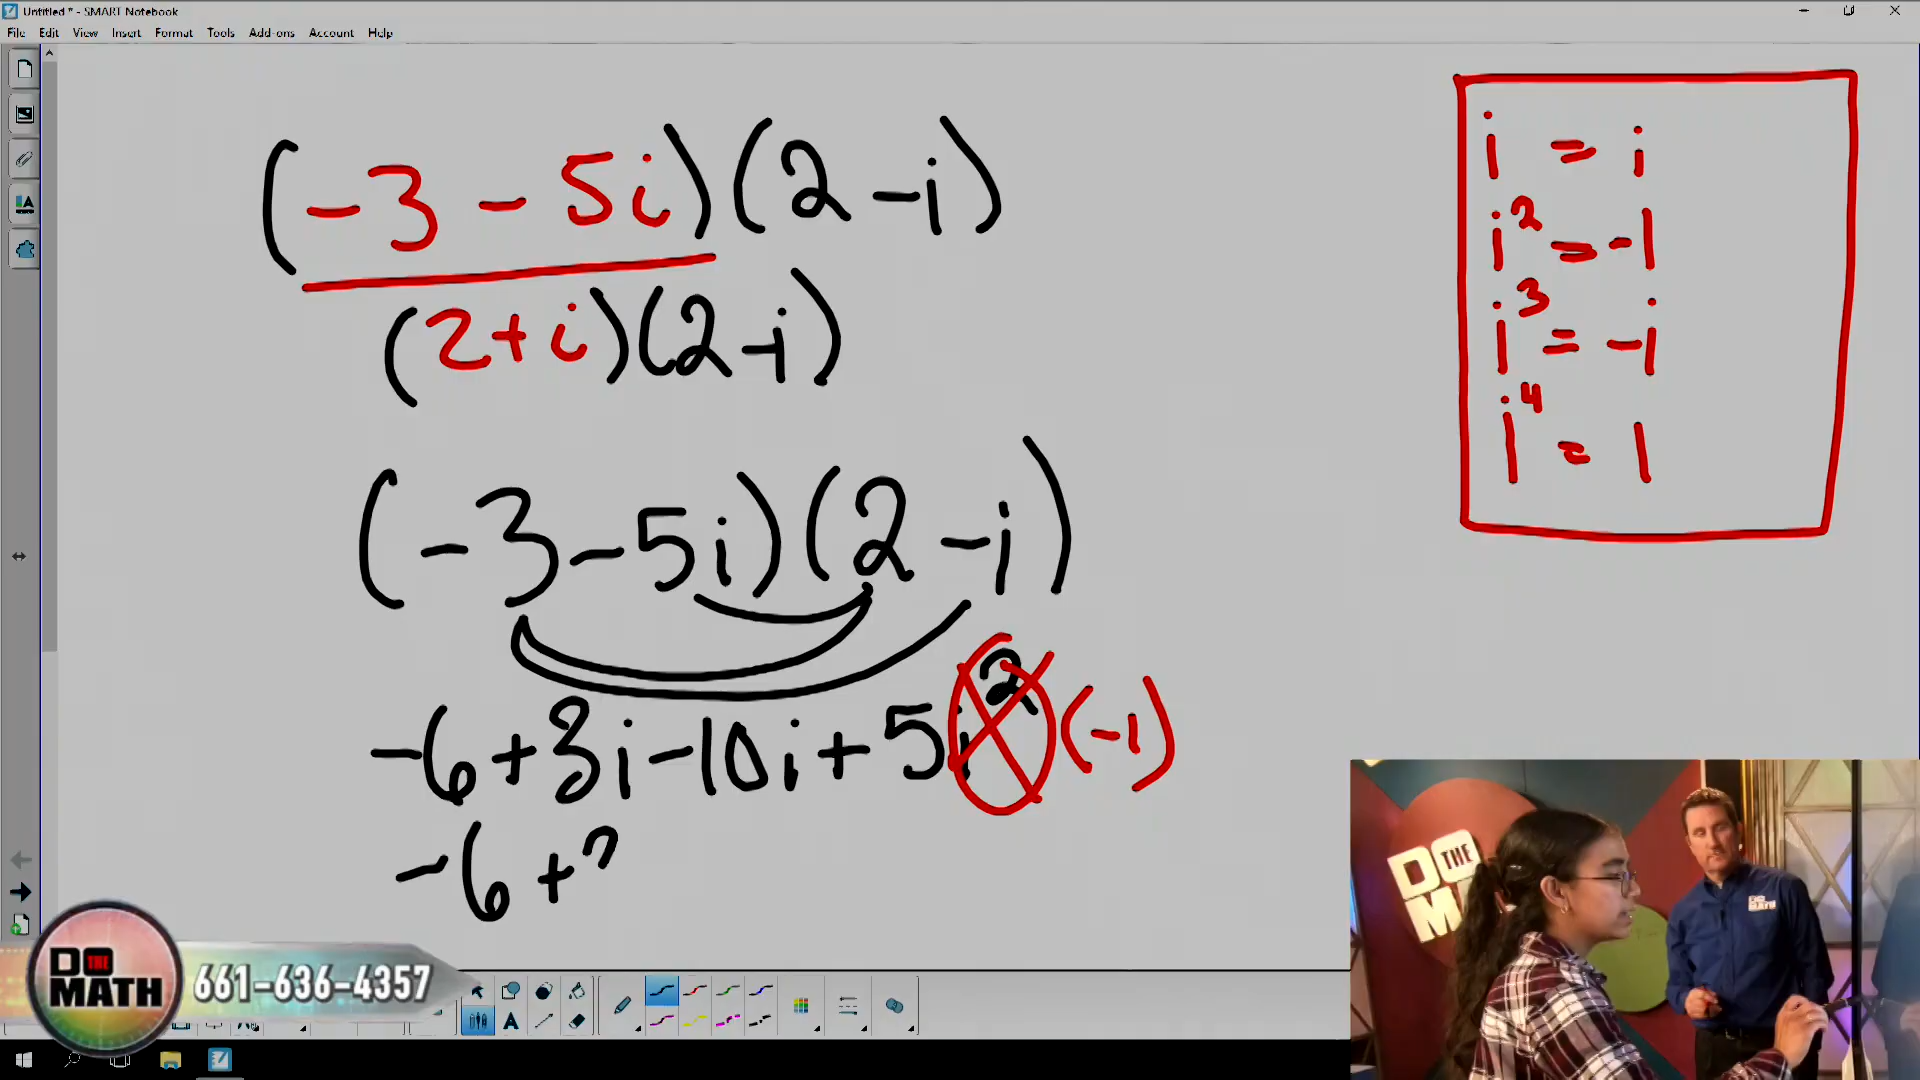 Untitled * - SMART Notebook
File Edit View Insert Format Tools Add-ons Account Help
(-3 - 5i)(2 - i)
(2+i)(2-i)
(-3-5i)(2-i)
-6+3i-10i+5i² (-1)
-6+
i = i
i² = -1
i³ = -i
i⁴ = 1
DO THE MATH
DO THE MATH
661-636-4357